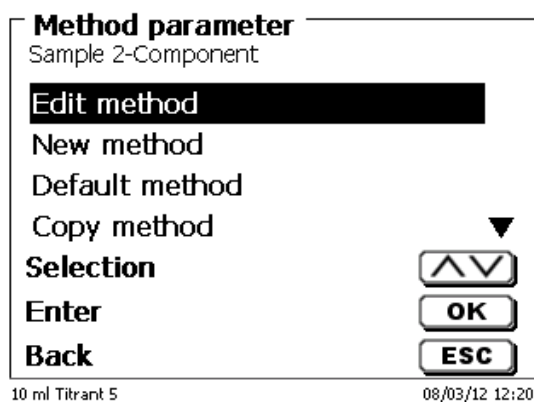 Method parameter
Sample 2-Component
Edit method
New method
Default method
Copy method
Selection
Enter OK
Back ESC
10 ml Titrant 5 08/03/12 12:20